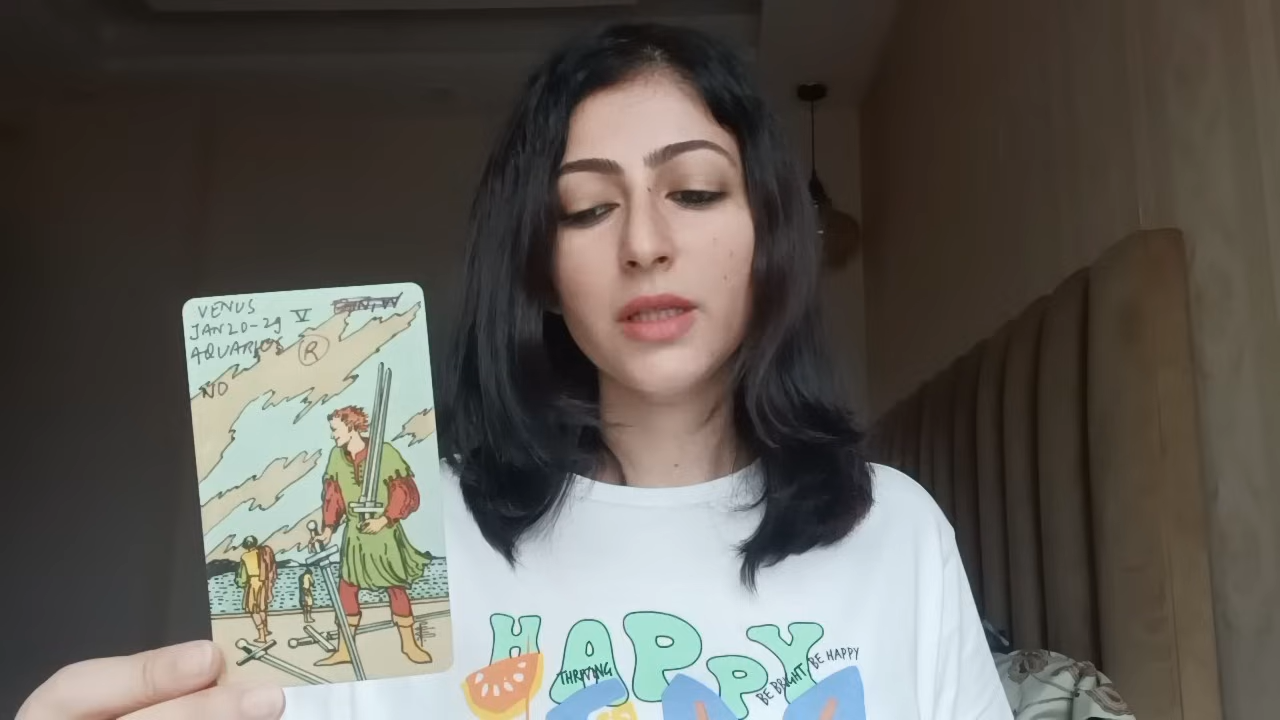 VENUS
JAN 20-29 V
AQUARIUS R
NO
HAPPY
THRIVING
BE BRIGHT BE HAPPY